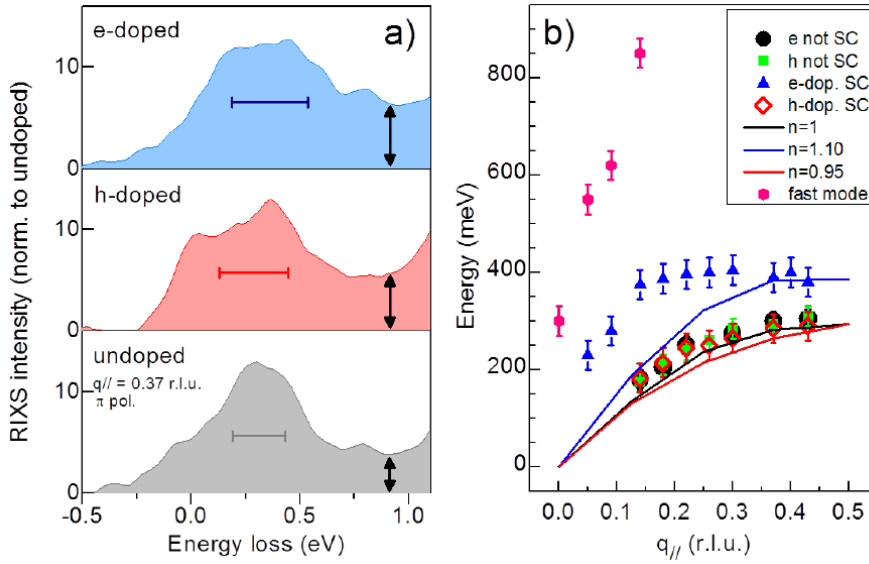 a)
e-doped
10
0
h-doped
10
0
undoped
q// = 0.37 r.l.u.
π pol.
10
0
-0.5
0.0
0.5
1.0
Energy loss (eV)
RIXS intensity (norm. to undoped)
b)
e not SC
h not SC
e-dop. SC
h-dop. SC
n=1
n=1.10
n=0.95
fast mode
800
600
400
200
0
Energy (meV)
0.0
0.1
0.2
0.3
0.4
0.5
q// (r.l.u.)